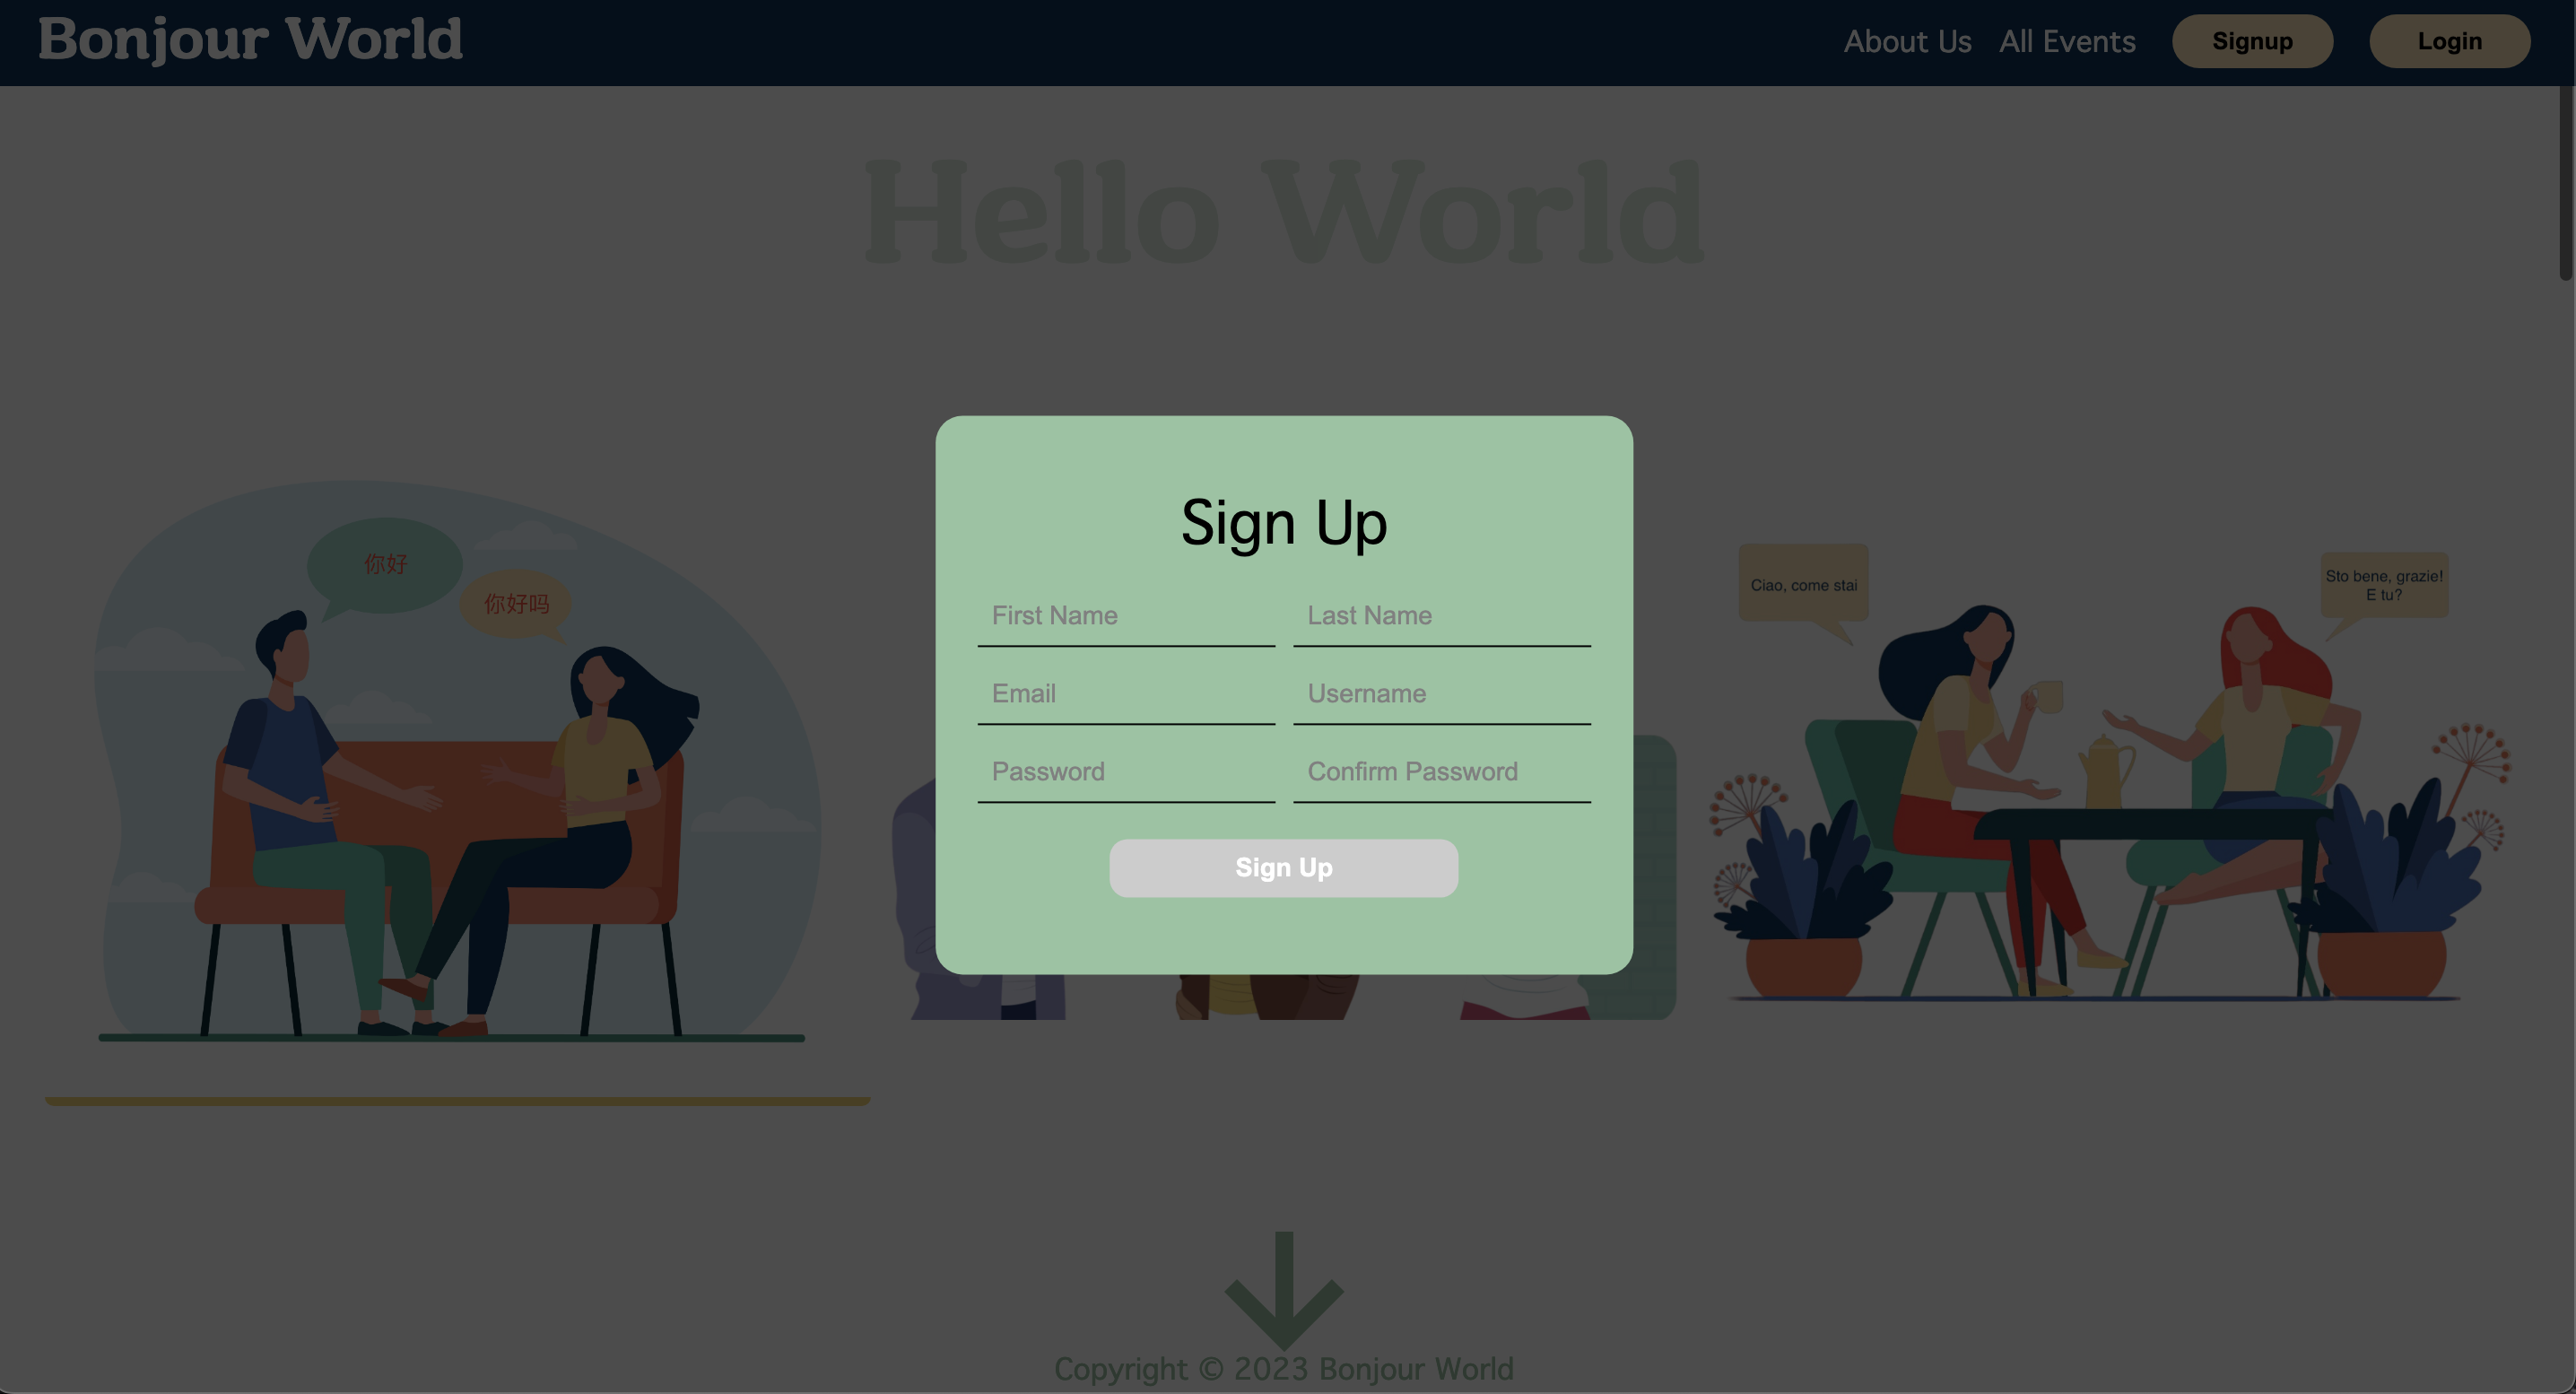 Bonjour World
About Us All Events Signup Login
Hello World
Sign Up
First Name Last Name
Email Username
Password Confirm Password
Sign Up
你好
你好吗
Ciao, come stai
Sto bene, grazie!
E tu?
Copyright © 2023 Bonjour World